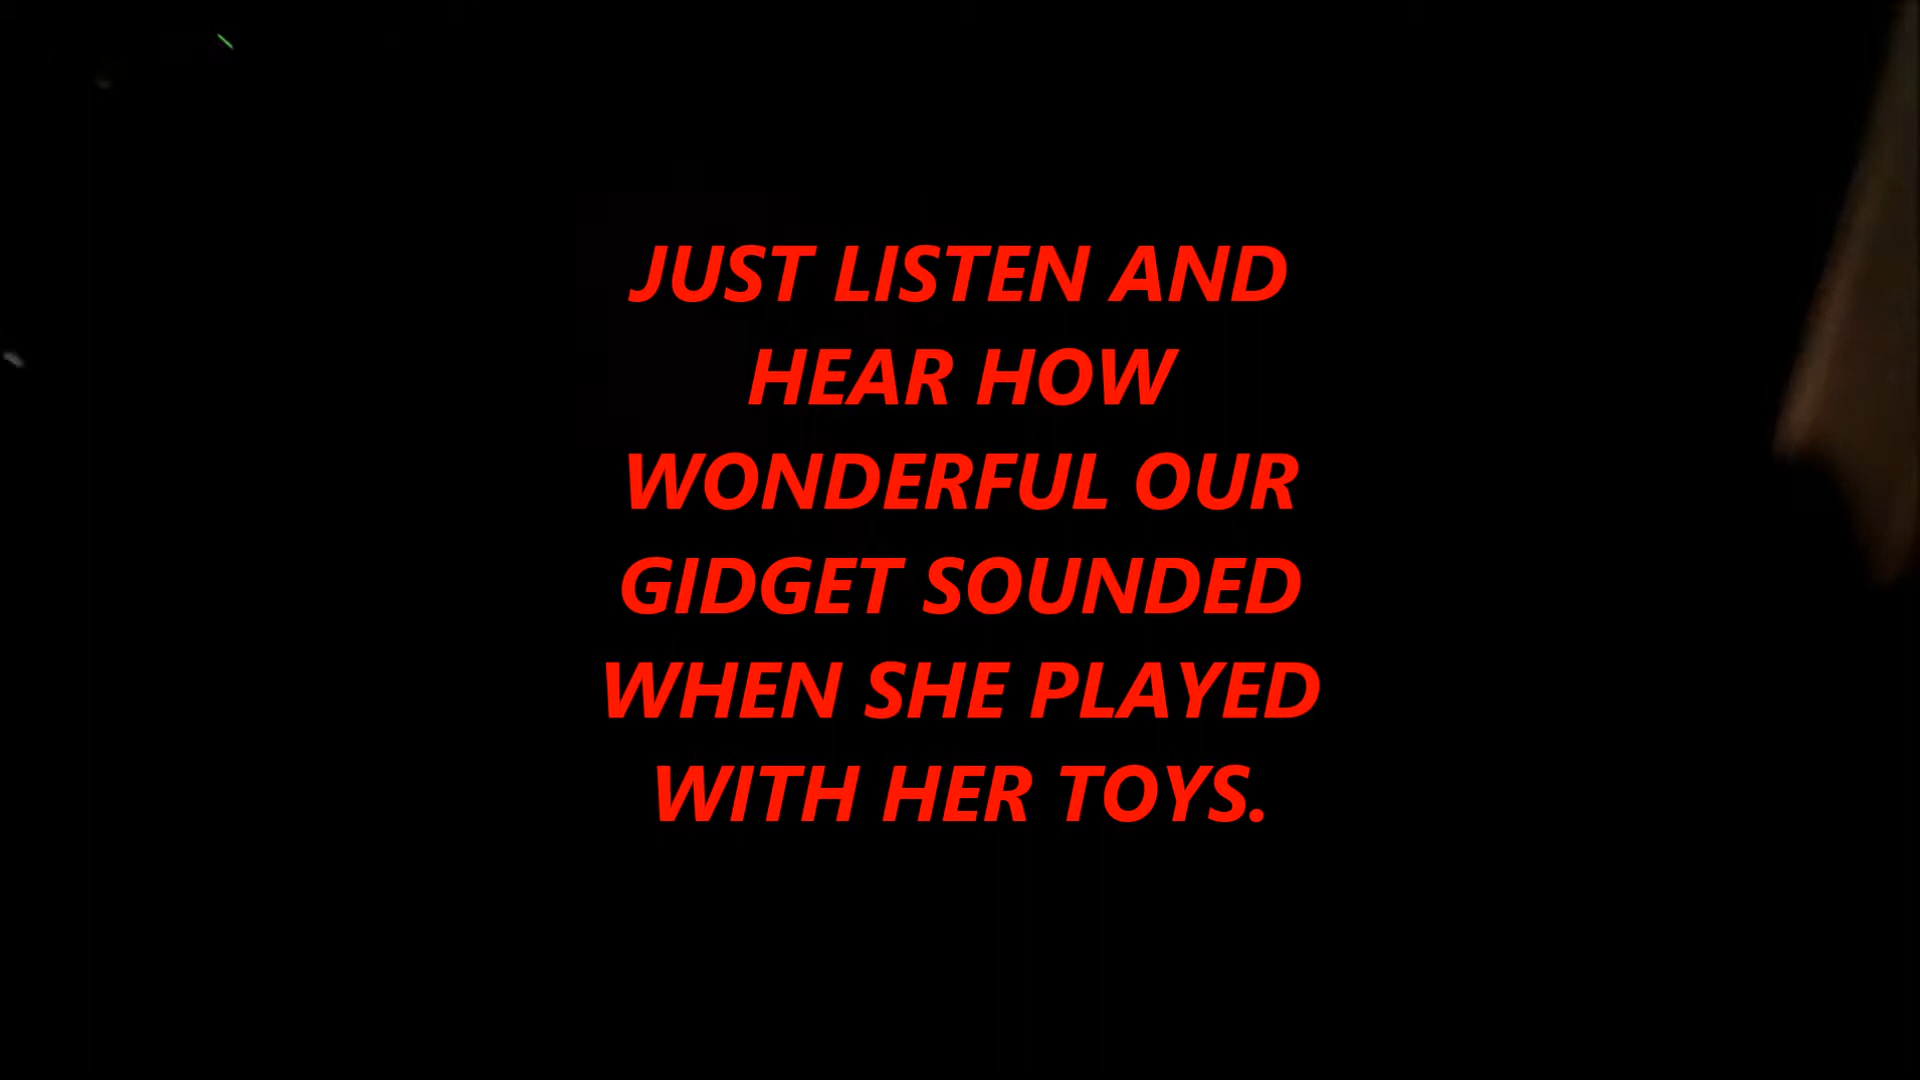 JUST LISTEN AND
HEAR HOW
WONDERFUL OUR
GIDGET SOUNDED
WHEN SHE PLAYED
WITH HER TOYS.